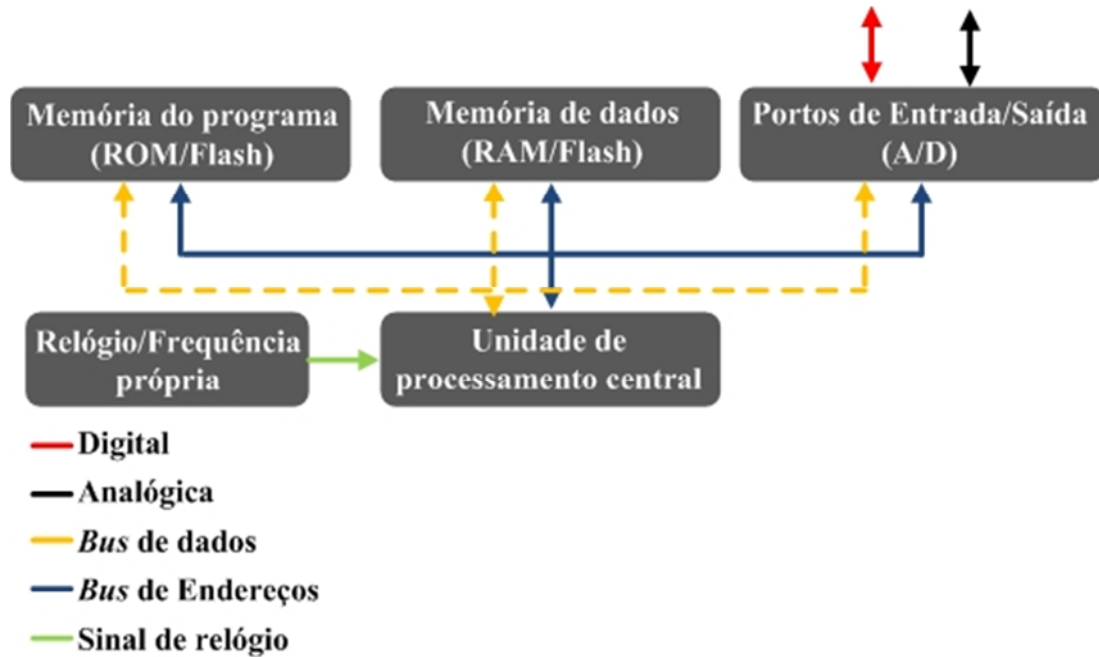 Memória do programa
(ROM/Flash)
Memória de dados
(RAM/Flash)
Portos de Entrada/Saída
(A/D)
Relógio/Frequência
própria
Unidade de
processamento central
Digital
Analógica
Bus de dados
Bus de Endereços
Sinal de relógio